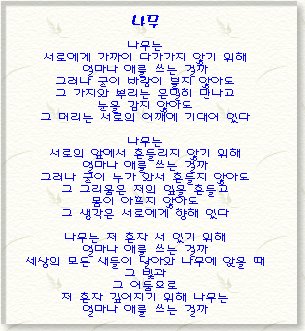 나무
나무는
서로에게 가까이 다가가지 않기 위해
얼마나 애를 쓰는 걸까
그러나 굳이 바람이 불지 않아도
그 가지와 뿌리는 은밀히 만나고
눈을 감지 않아도
그 머리는 서로의 어깨에 기대어 있다
나무는
서로의 앞에서 흔들리지 않기 위해
얼마나 애를 쓰는 걸까
그러나 굳이 누가 와서 흔들지 않아도
그 그리움은 저의 잎을 흔들고
몸이 아프지 않아도
그 생각은 서로에게 향해 있다
나무는 저 혼자 서 있기 위해
얼마나 애를 쓰는 걸까
세상의 모든 새들이 날아와 나무에 앉을 때
그 빛과
그 어둠으로
저 혼자 깊어지기 위해 나무는
얼마나 애를 쓰는 걸까